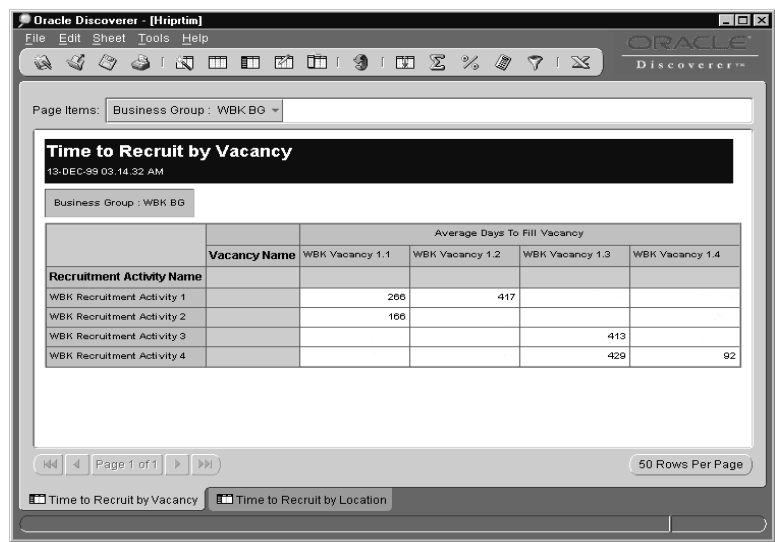 Oracle Discoverer - [Hriprtim]
File Edit Sheet Tools Help
ORACLE
Discoverer™
Page Items: Business Group : WBK BG
Time to Recruit by Vacancy
13-DEC-99 03.14.32 AM
Business Group : WBK BG
Average Days To Fill Vacancy
Vacancy Name WBK Vacancy 1.1 WBK Vacancy 1.2 WBK Vacancy 1.3 WBK Vacancy 1.4
Recruitment Activity Name
WBK Recruitment Activity 1 266 417
WBK Recruitment Activity 2 166
WBK Recruitment Activity 3 413
WBK Recruitment Activity 4 429 92
Page 1 of 1 50 Rows Per Page
Time to Recruit by Vacancy Time to Recruit by Location